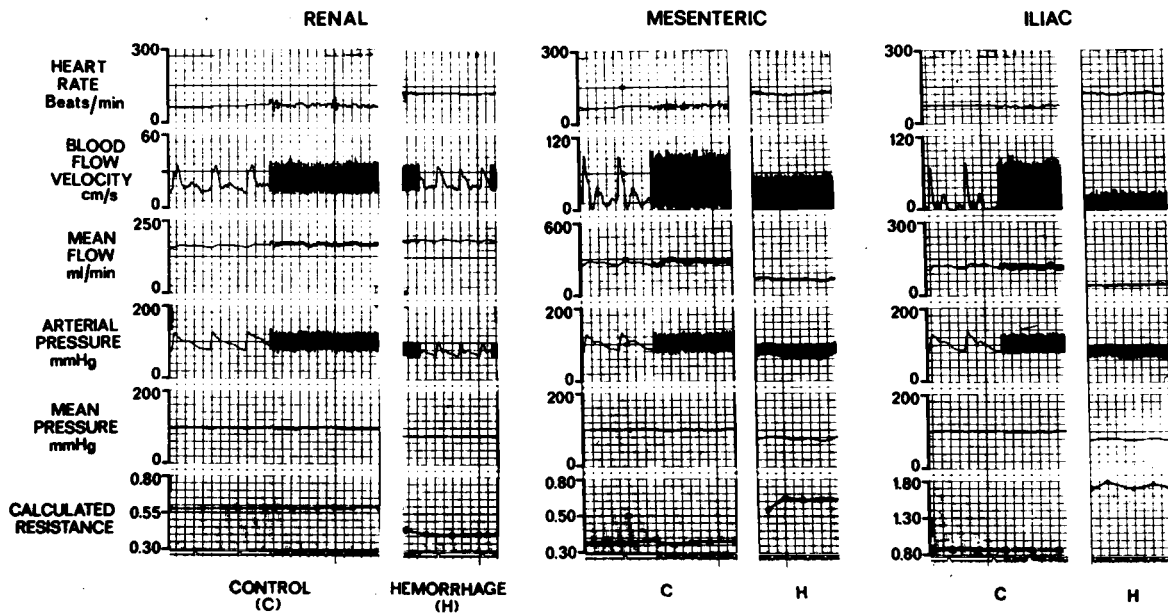 RENAL
MESENTERIC
ILIAC
HEART
RATE
Beats/min
300
0
300
0
300
0
BLOOD
FLOW
VELOCITY
cm/s
60
0
120
0
120
0
MEAN
FLOW
ml/min
250
0
600
0
300
0
ARTERIAL
PRESSURE
mmHg
200
0
200
0
200
0
MEAN
PRESSURE
mmHg
200
0
200
0
200
0
CALCULATED
RESISTANCE
0.80
0.55
0.30
0.80
0.50
0.30
1.80
1.30
0.80
CONTROL
(C)
HEMORRHAGE
(H)
C
H
C
H